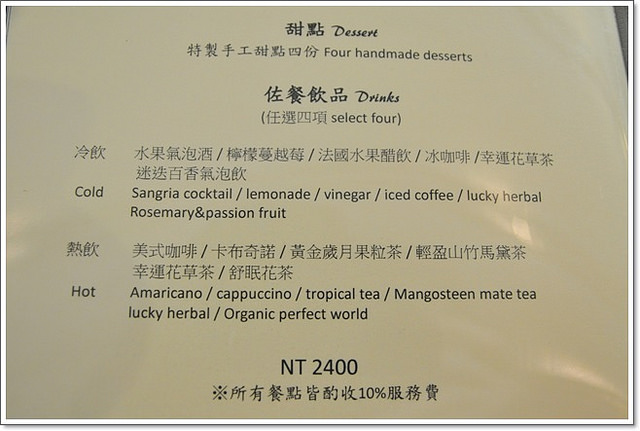 甜點 Dessert
特製手工甜點四份 Four handmade desserts
佐餐飲品 Drinks
(任選四項 select four)
冷飲 水果氣泡酒 / 檸檬蔓越莓 / 法國水果醋飲 / 冰咖啡 /幸運花草茶
迷迭百香氣泡飲
Cold Sangria cocktail / lemonade / vinegar / iced coffee / lucky herbal
Rosemary&passion fruit
熱飲 美式咖啡 / 卡布奇諾 / 黃金歲月果粒茶 / 輕盈山竹馬黛茶
幸運花草茶 / 舒眠花茶
Hot Amaricano / cappuccino / tropical tea / Mangosteen mate tea
lucky herbal / Organic perfect world
NT 2400
※所有餐點皆酌收10%服務費